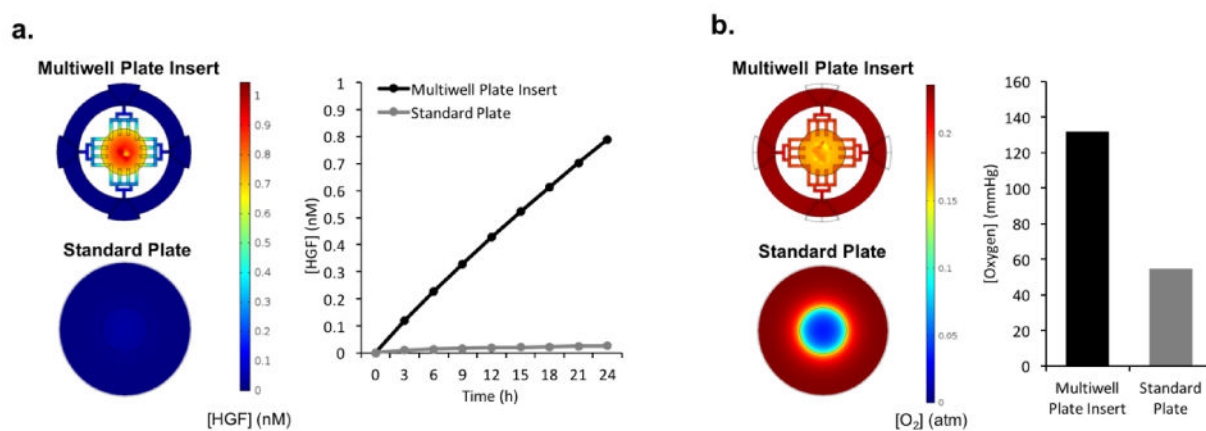 a.
Multiwell Plate Insert
Standard Plate
1
0.9
0.8
0.7
0.6
0.5
0.4
0.3
0.2
0.1
0
[HGF] (nM)
[HGF] (nM)
1
0.9
0.8
0.7
0.6
0.5
0.4
0.3
0.2
0.1
0
Multiwell Plate Insert
Standard Plate
0 3 6 9 12 15 18 21 24
Time (h)
b.
Multiwell Plate Insert
Standard Plate
0.2
0.15
0.1
0.05
0
[O₂] (atm)
[Oxygen] (mmHg)
160
140
120
100
80
60
40
20
0
Multiwell
Plate Insert
Standard
Plate